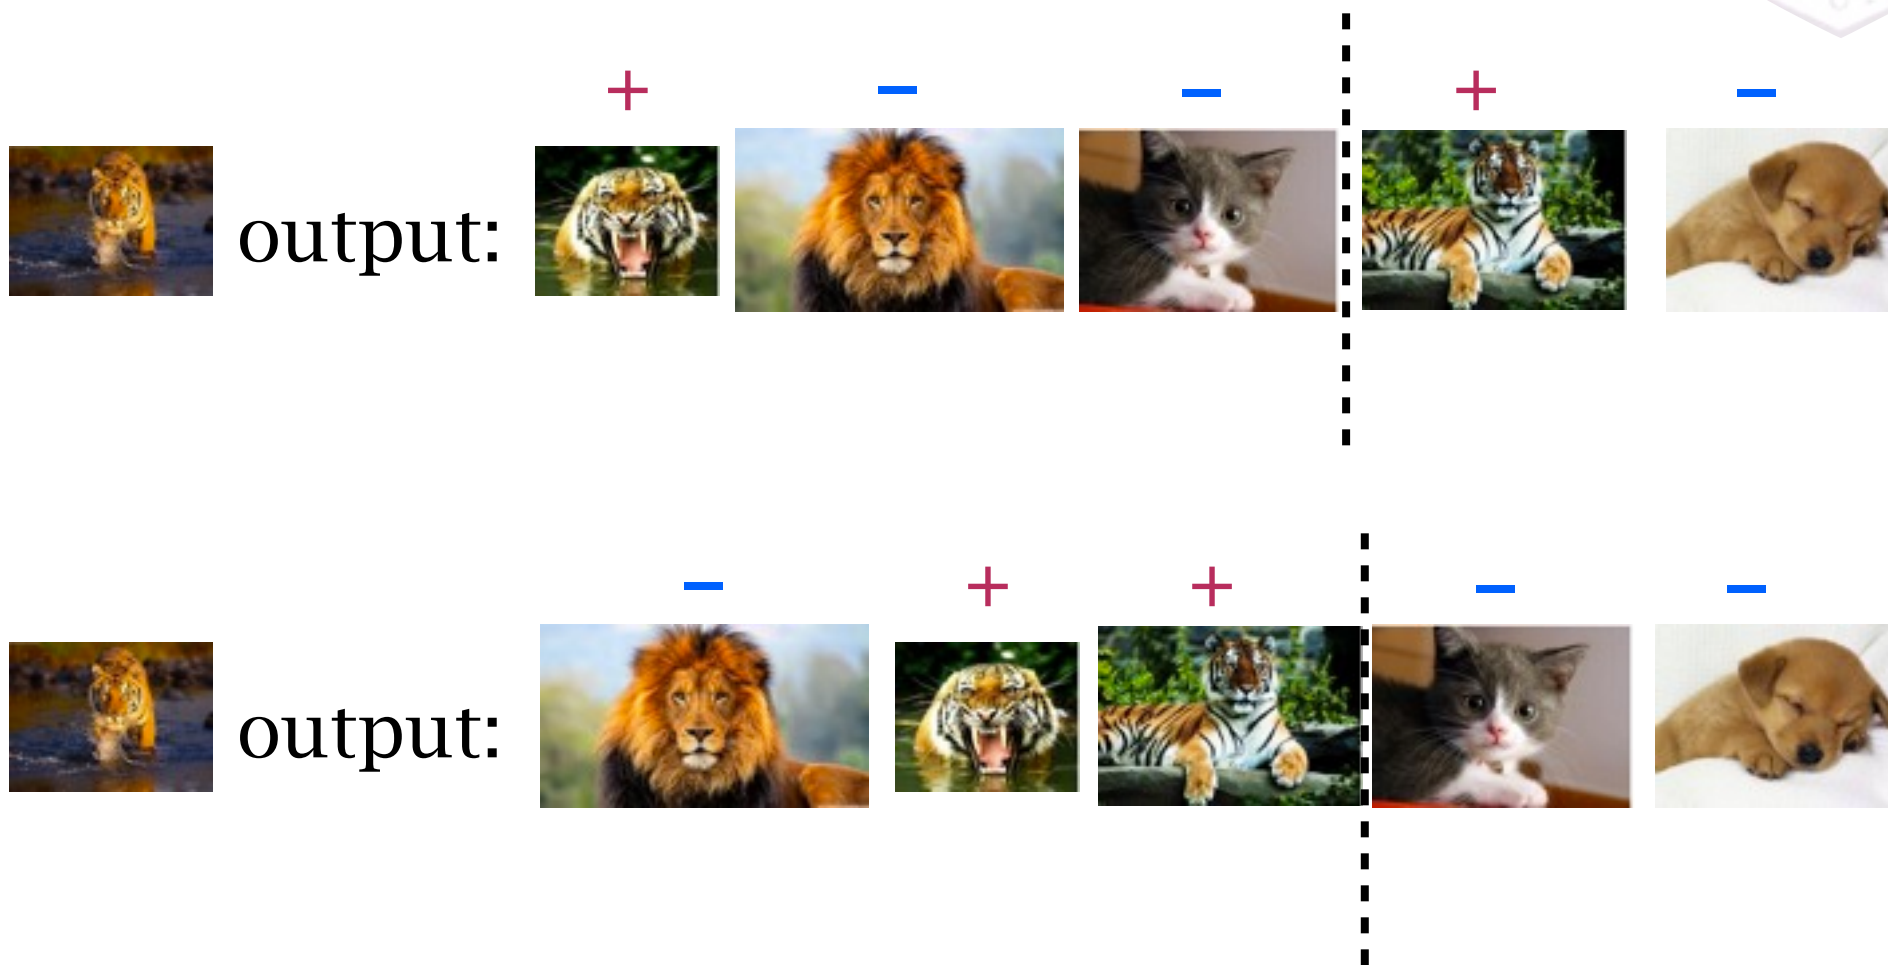 + − − + −
output:
− + + − −
output: